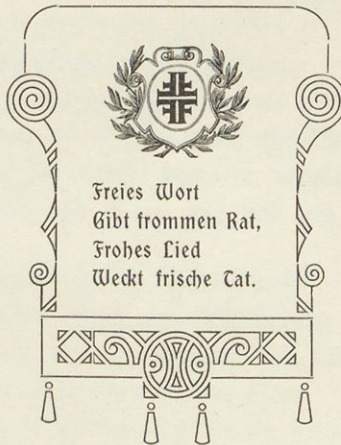 Freies Wort
Gibt frommen Rat,
Frohes Lied
Weckt frische Tat.